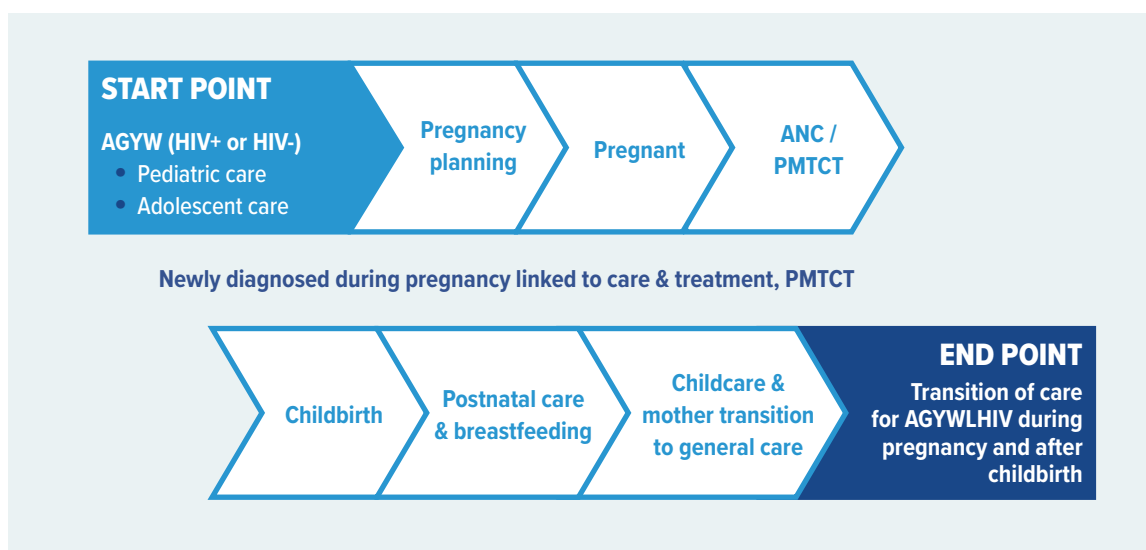 START POINT
AGYW (HIV+ or HIV-)
• Pediatric care
• Adolescent care
Pregnancy
planning
Pregnant
ANC /
PMTCT
Newly diagnosed during pregnancy linked to care & treatment, PMTCT
Childbirth
Postnatal care
& breastfeeding
Childcare &
mother transition
to general care
END POINT
Transition of care
for AGYWLHIV during
pregnancy and after
childbirth